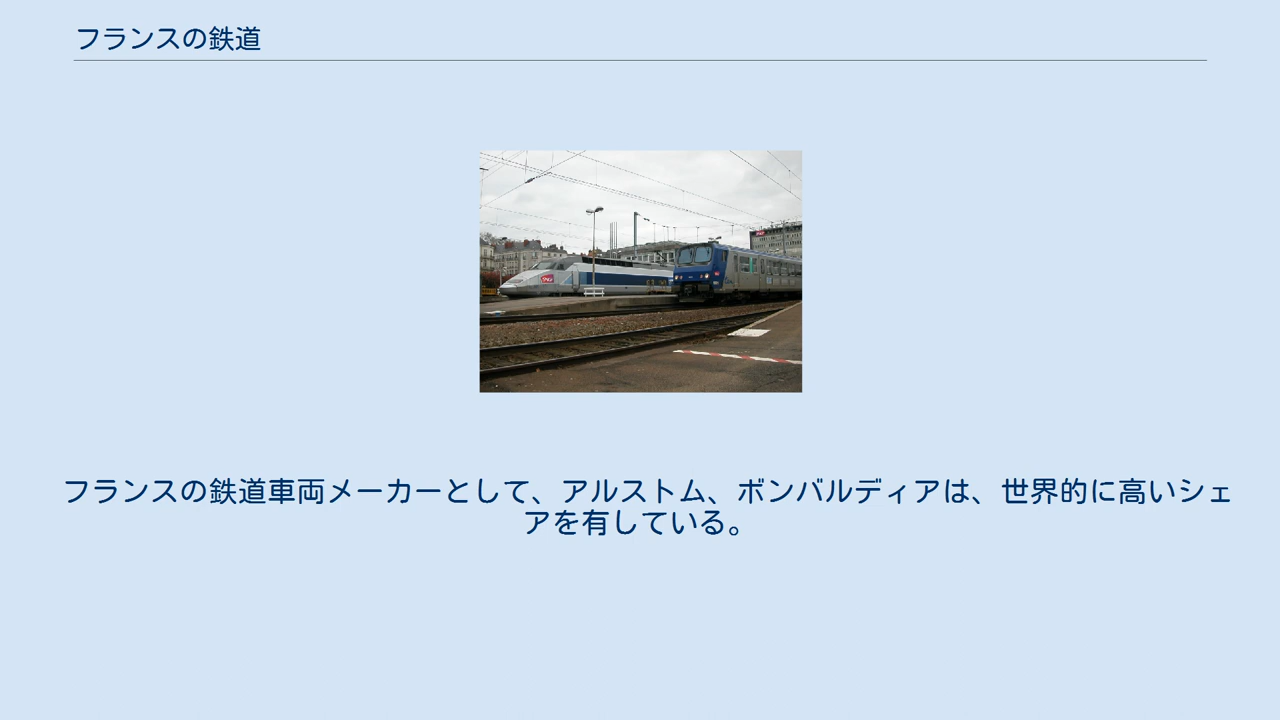 フランスの鉄道
フランスの鉄道車両メーカーとして、アルストム、ボンバルディアは、世界的に高いシェ
アを有している。